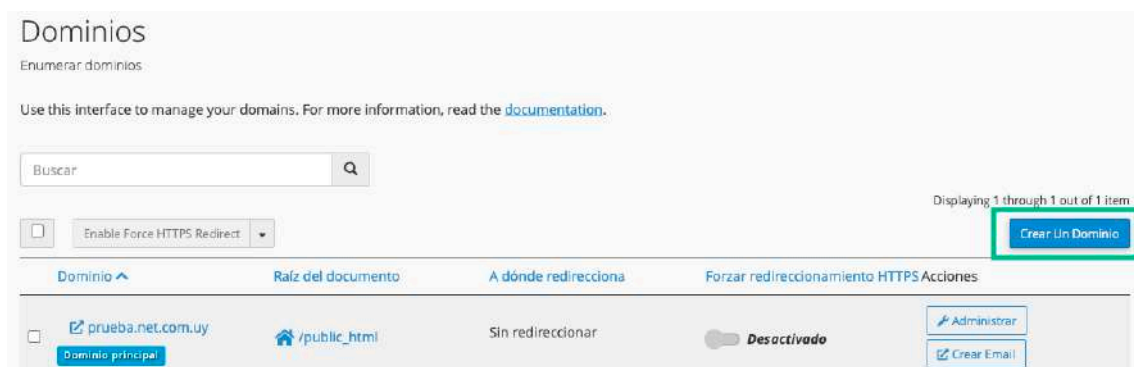 Dominios
Enumerar dominios
Use this interface to manage your domains. For more information, read the documentation.
Buscar
Displaying 1 through 1 out of 1 item
Enable Force HTTPS Redirect
Crear Un Dominio
Dominio Raíz del documento A dónde redirecciona Forzar redireccionamiento HTTPS Acciones
prueba.net.com.uy /public_html Sin redireccionar Desactivado Administrar
Dominio principal Crear Email